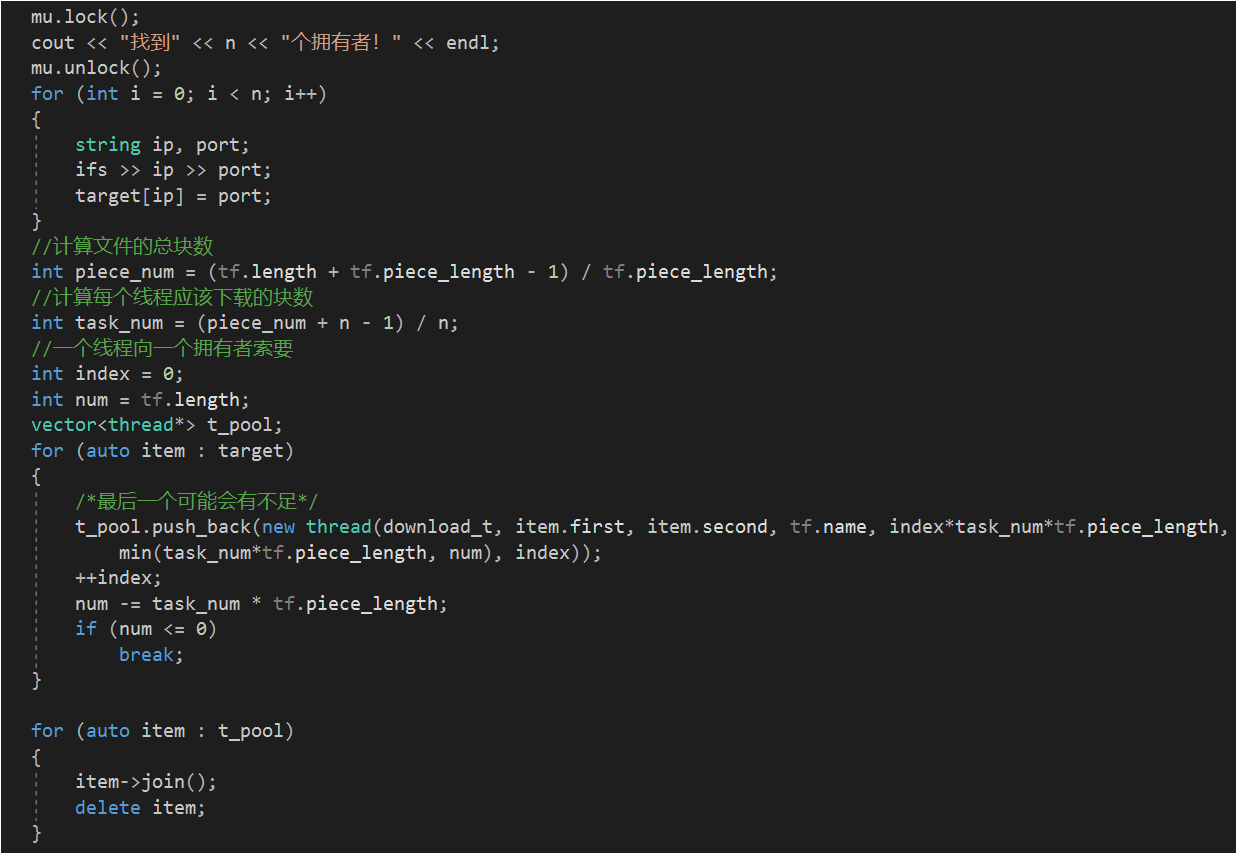 mu.lock();
cout << "找到" << n << "个拥有者！" << endl;
mu.unlock();
for (int i = 0; i < n; i++)
{
    string ip, port;
    ifs >> ip >> port;
    target[ip] = port;
}
//计算文件的总块数
int piece_num = (tf.length + tf.piece_length - 1) / tf.piece_length;
//计算每个线程应该下载的块数
int task_num = (piece_num + n - 1) / n;
//一个线程向一个拥有者索要
int index = 0;
int num = tf.length;
vector<thread*> t_pool;
for (auto item : target)
{
    /*最后一个可能会有不足*/
    t_pool.push_back(new thread(download_t, item.first, item.second, tf.name, index*task_num*tf.piece_length,
        min(task_num*tf.piece_length, num), index));
    ++index;
    num -= task_num * tf.piece_length;
    if (num <= 0)
        break;
}

for (auto item : t_pool)
{
    item->join();
    delete item;
}